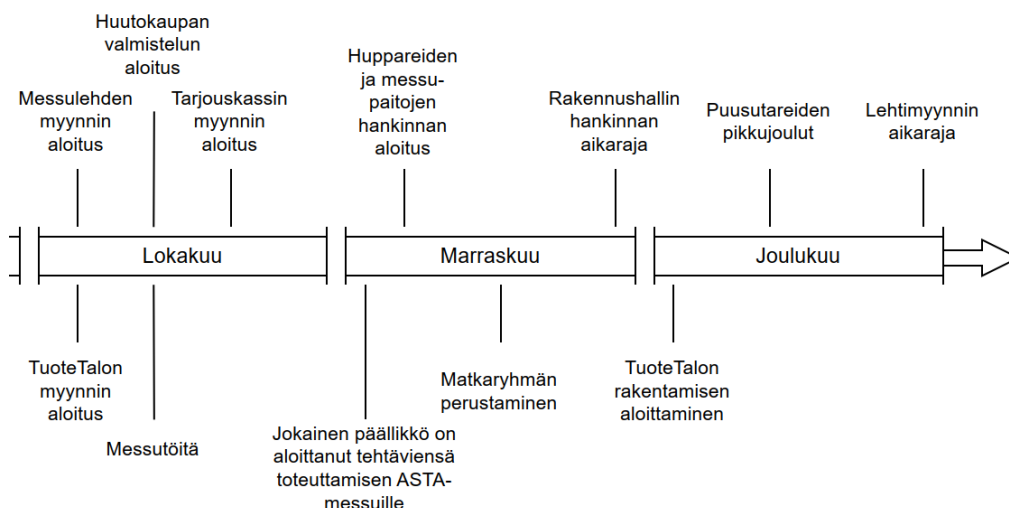 Huutokaupan
valmistelun
aloitus
Messulehden
myynnin
aloitus
Tarjouskassin
myynnin
aloitus
Huppareiden
ja messu-
paitojen
hankinnan
aloitus
Rakennushallin
hankinnan
aikaraja
Puusutareiden
pikkujoulut
Lehtimyynnin
aikaraja
Lokakuu
Marraskuu
Joulukuu
TuoteTalon
myynnin
aloitus
Messutöitä
Jokainen päällikkö on
aloittanut tehtäviensä
toteuttamisen ASTA-
messuille
Matkaryhmän
perustaminen
TuoteTalon
rakentamisen
aloittaminen